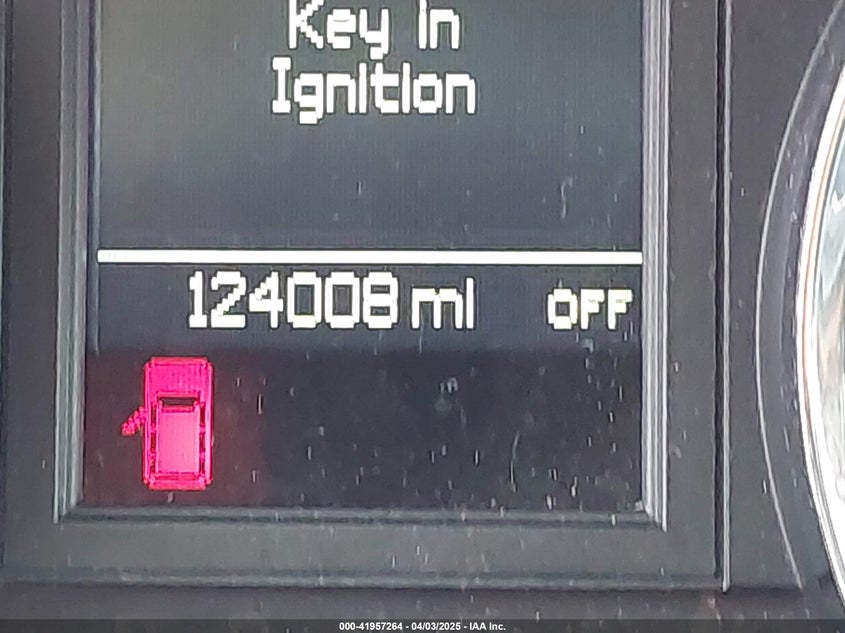 Key in
Ignition
124008 mi OFF
000-41957264 - 04/03/2025 - IAA Inc.